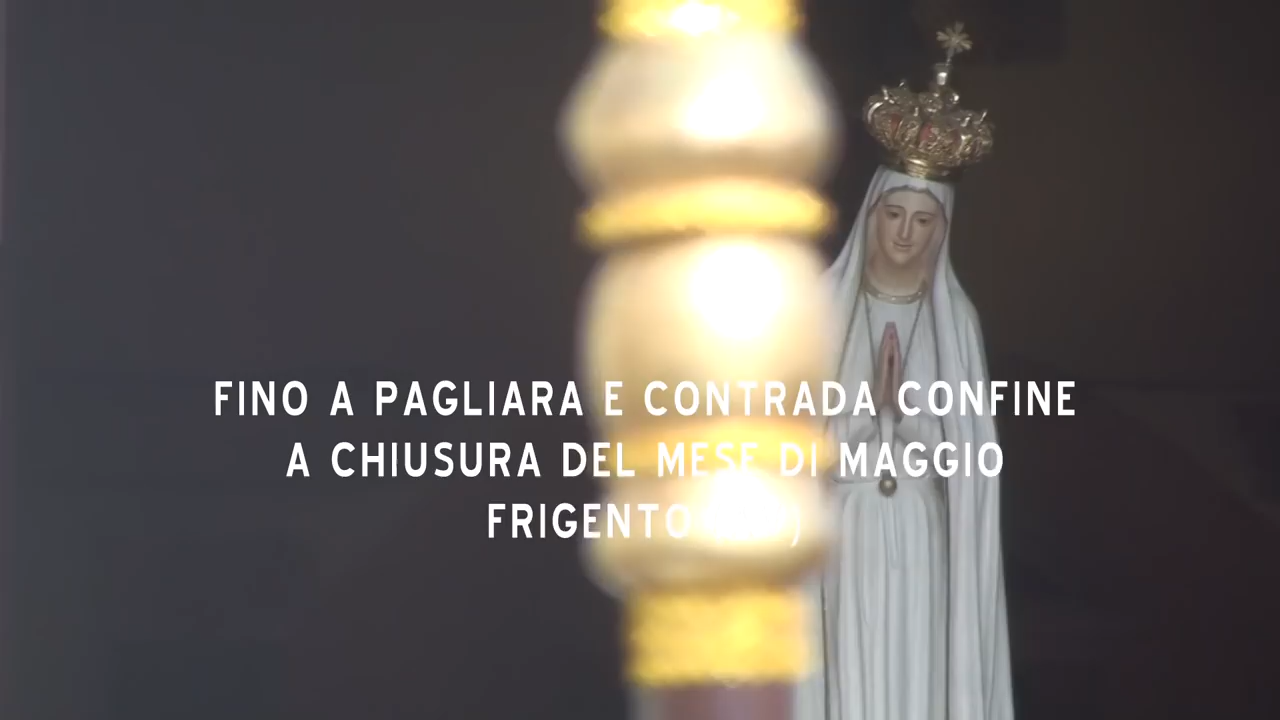 FINO A PAGLIARA E CONTRADA CONFINE
A CHIUSURA DEL MESE DI MAGGIO
FRIGENTO